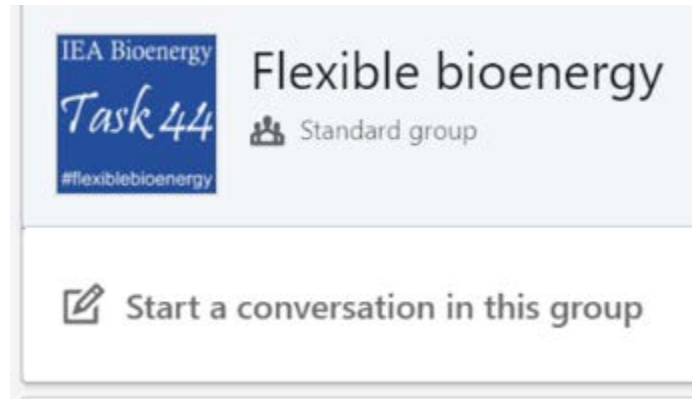 IEA Bioenergy
Task 44
#flexiblebioenergy
Flexible bioenergy
Standard group
Start a conversation in this group